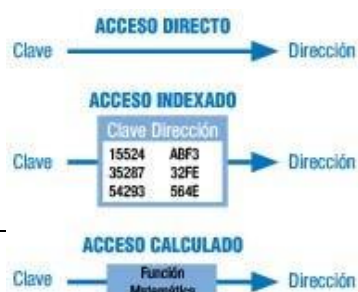 ACCESO DIRECTO
Clave Dirección
ACCESO INDEXADO
Clave Dirección
15524 ABF3
Clave 35287 32FE Dirección
54293 564E
ACCESO CALCULADO
Función
Clave Dirección
Matemática